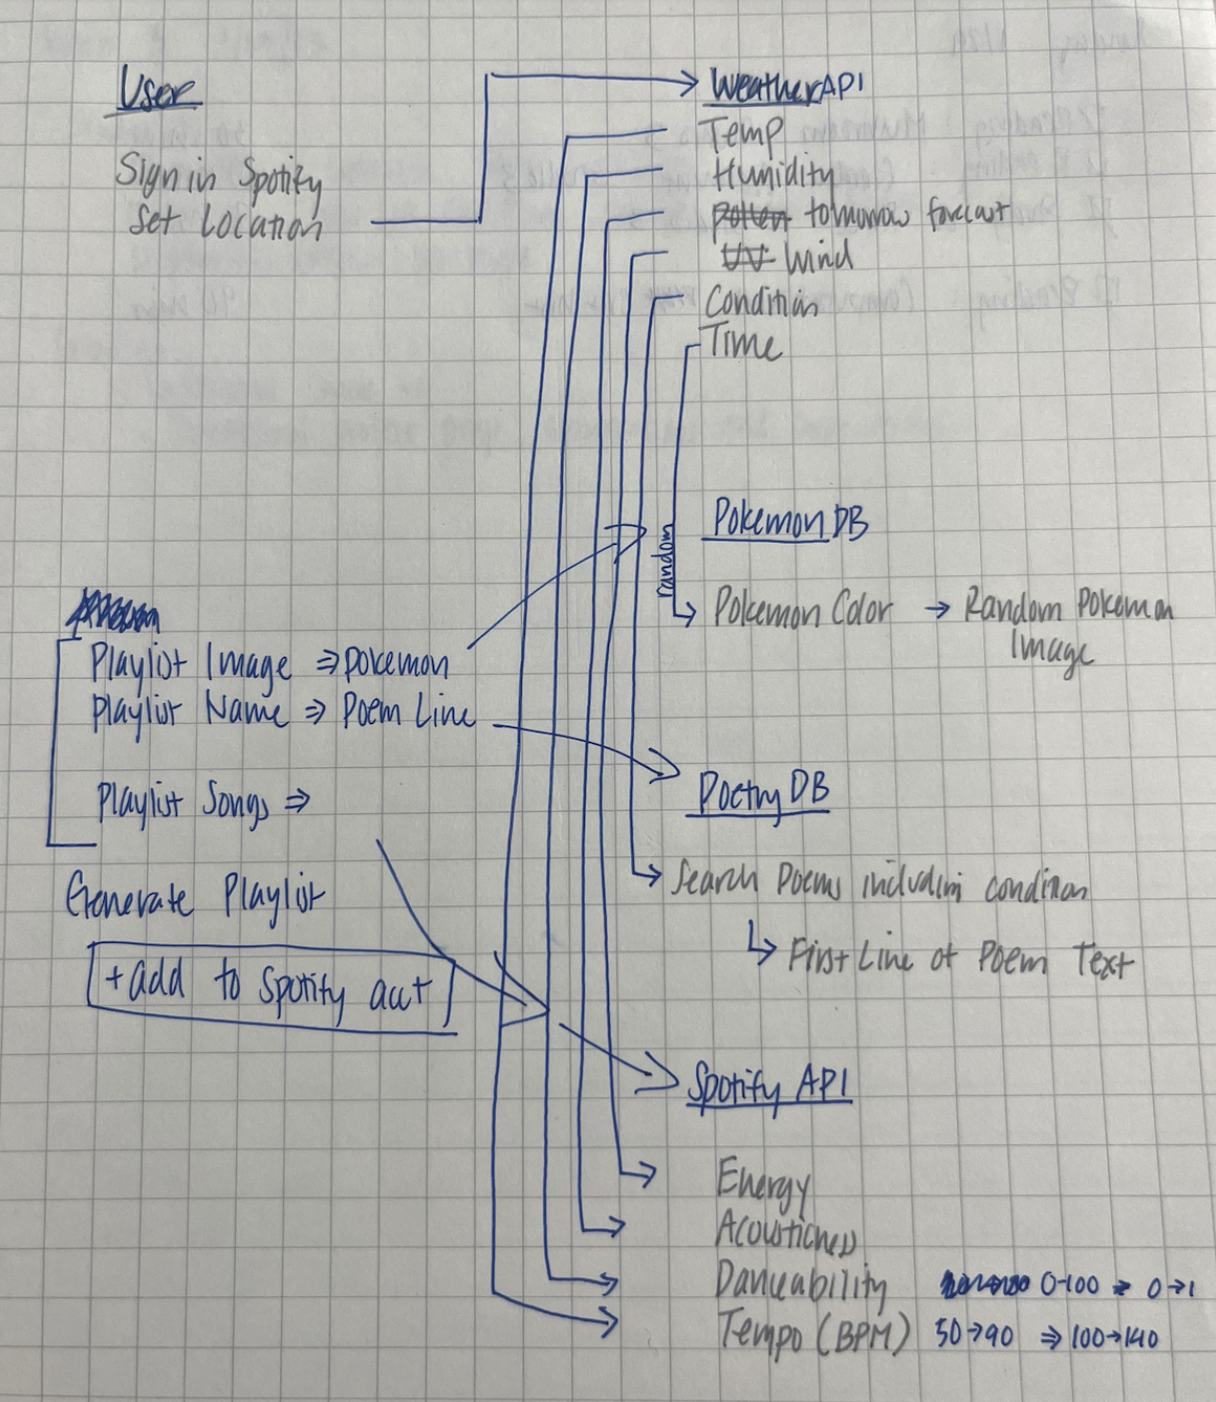 User
Sign in Spotify
Set Location
WeatherAPI
Temp
Humidity
pollen tomorrow forecast
UV Wind
Condition
Time
random
Pokemon DB
Pokemon Color → Random Pokemon
Image
Playlist Image ⇒ pokemon
Playlist Name ⇒ Poem Line
Playlist Songs ⇒
Generate Playlist
+ add to Spotify acct
Poetry DB
Search Poems including condition
↳ First Line of Poem Text
Spotify API
Energy
Acousticness
Danceability 0-100 → 0→1
Tempo (BPM) 50→90 ⇒ 100→140